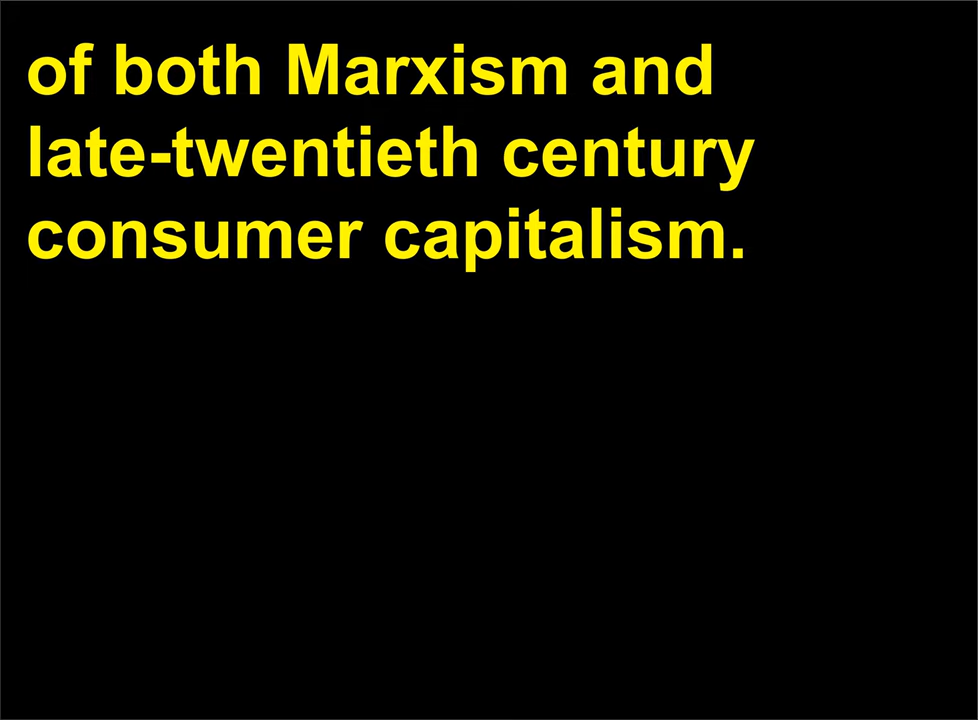 of both Marxism and
late-twentieth century
consumer capitalism.